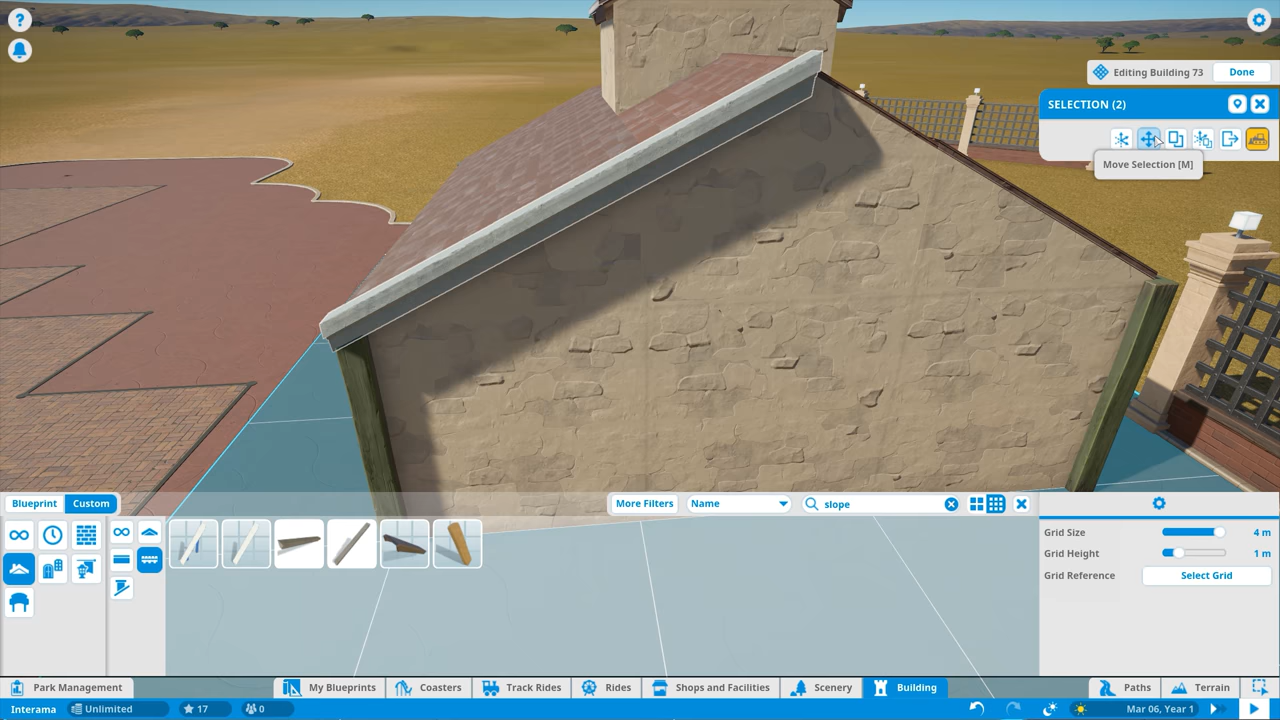 Editing Building 73
Done
SELECTION (2)
Move Selection [M]
Blueprint
Custom
More Filters
Name
slope
Grid Size
4 m
Grid Height
1 m
Grid Reference
Select Grid
Park Management
My Blueprints
Coasters
Track Rides
Rides
Shops and Facilities
Scenery
Building
Paths
Terrain
Interama
Unlimited
17
0
Mar 06, Year 1